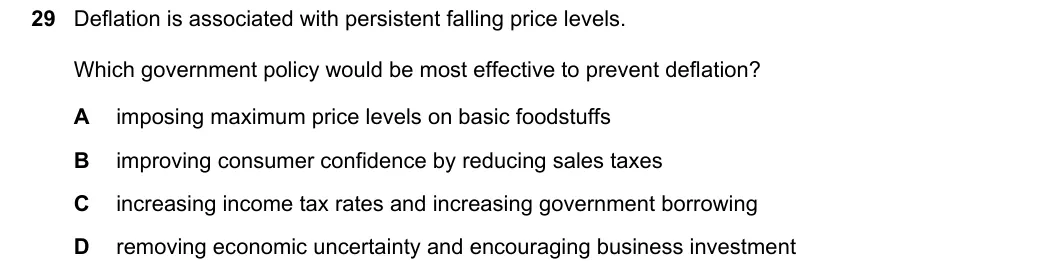 29 Deflation is associated with persistent falling price levels.
Which government policy would be most effective to prevent deflation?
A imposing maximum price levels on basic foodstuffs
B improving consumer confidence by reducing sales taxes
C increasing income tax rates and increasing government borrowing
D removing economic uncertainty and encouraging business investment